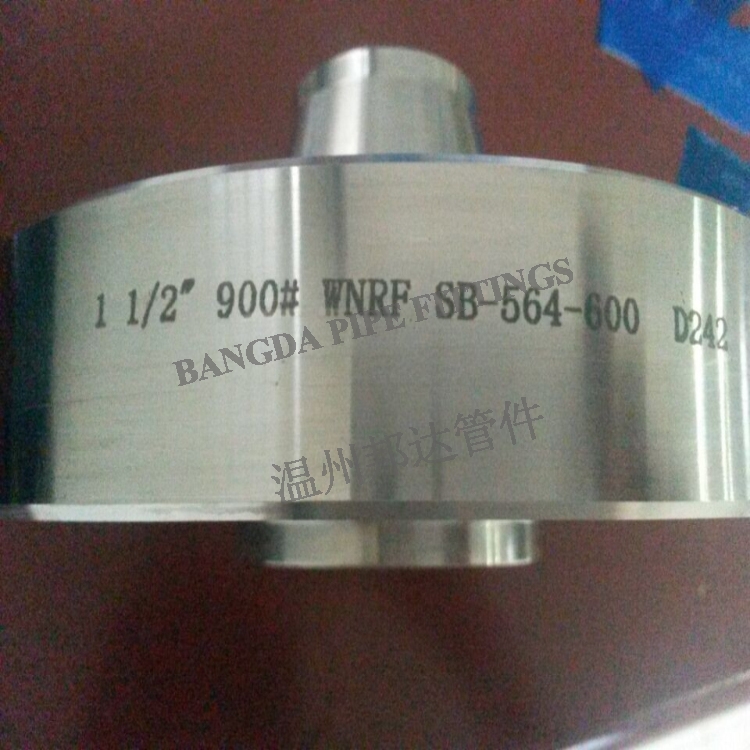 1 1/2″ 900# WNRF SB-564-600 D242
BANGDA PIPE FITTINGS
温州邦达管件